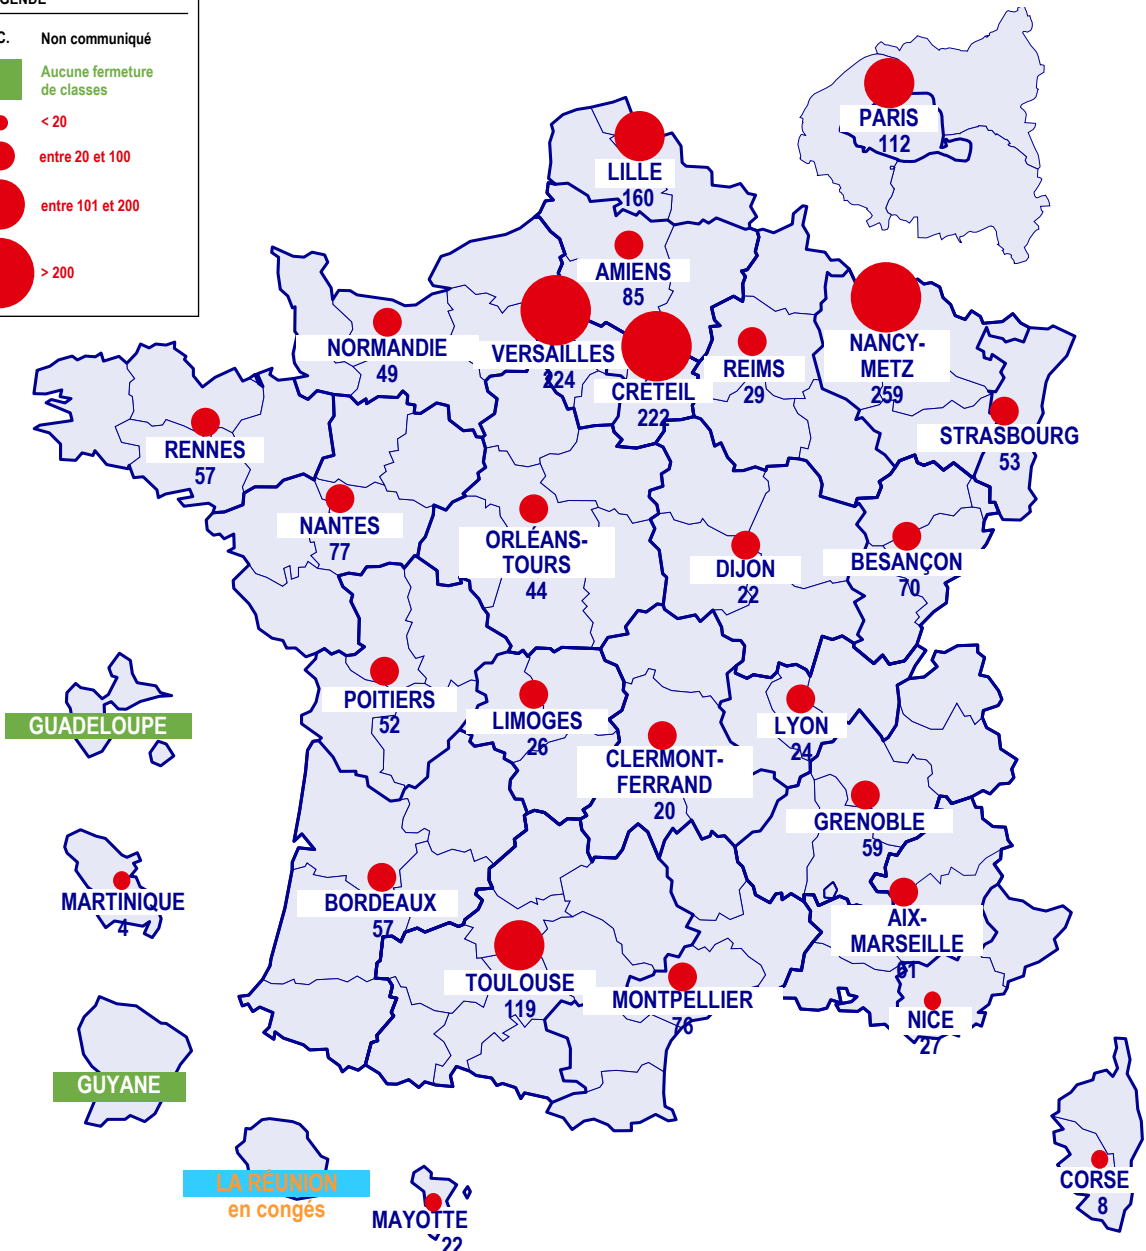 C.
Non communiqué
Aucune fermeture
de classes
< 20
entre 20 et 100
entre 101 et 200
> 200
PARIS
112
LILLE
160
AMIENS
85
NORMANDIE
49
VERSAILLES
224
CRÉTEIL
222
REIMS
29
NANCY-
METZ
259
STRASBOURG
53
RENNES
57
NANTES
77
ORLÉANS-
TOURS
44
DIJON
22
BESANÇON
70
POITIERS
52
LIMOGES
26
CLERMONT-
FERRAND
20
LYON
24
GRENOBLE
59
GUADELOUPE
MARTINIQUE
4
BORDEAUX
57
TOULOUSE
119
MONTPELLIER
76
AIX-
MARSEILLE
61
NICE
27
GUYANE
LA RÉUNION
en congés
MAYOTTE
22
CORSE
8